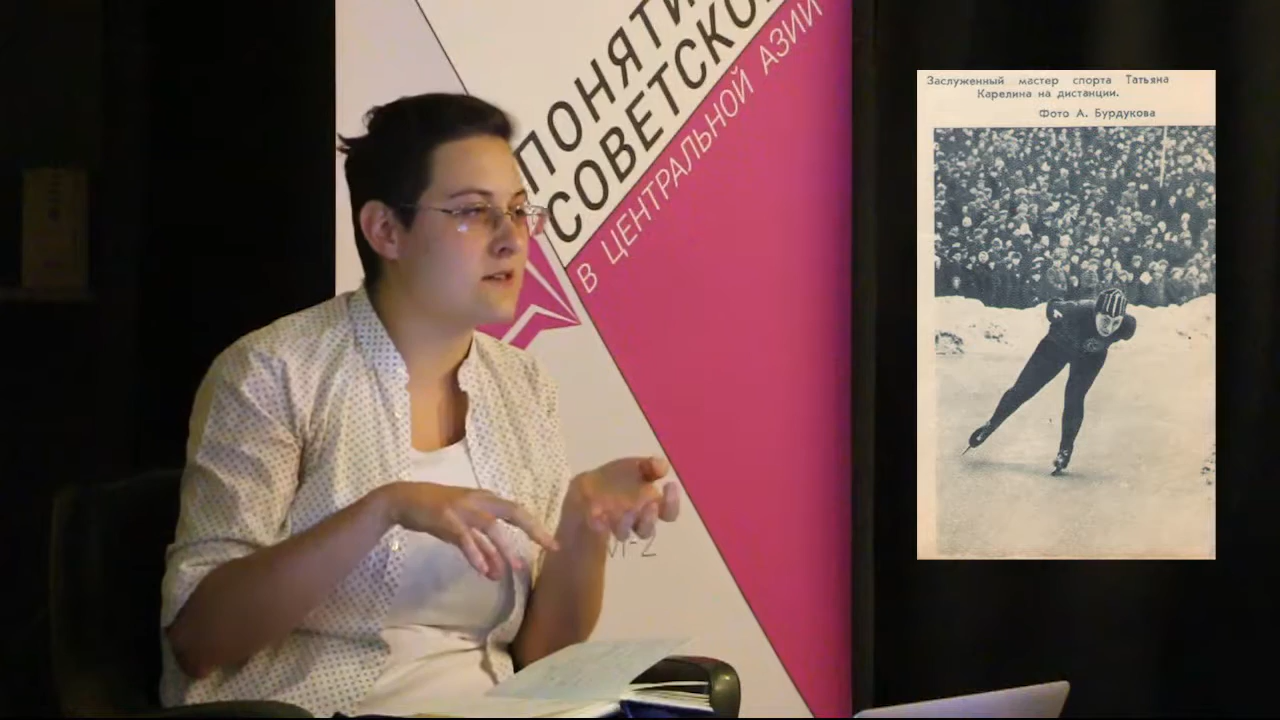 ПОНЯТИ
СОВЕТСКО
В ЦЕНТРАЛЬНОЙ АЗИИ
Заслуженный мастер спорта Татьяна
Карелина на дистанции.
Фото А. Бурдукова